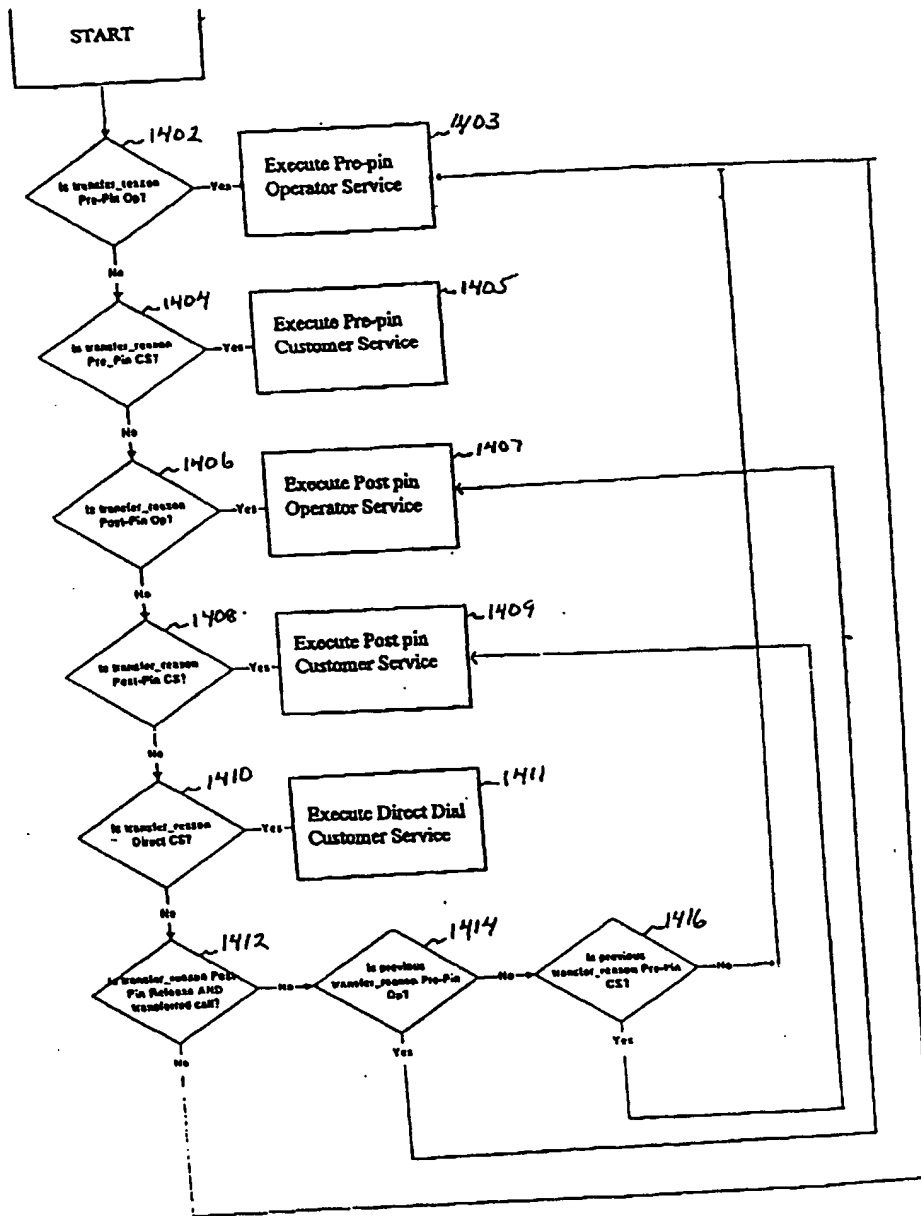 START
1402
Is transfer_reason
Pre-Pin Op?
Yes
1403
Execute Pre-pin
Operator Service
No
1404
Is transfer_reason
Pre_Pin CS?
Yes
1405
Execute Pre-pin
Customer Service
No
1406
Is transfer_reason
Post-Pin Op?
Yes
1407
Execute Post pin
Operator Service
No
1408
Is transfer_reason
Post-Pin CS?
Yes
1409
Execute Post pin
Customer Service
No
1410
Is transfer_reason
Direct CS?
Yes
1411
Execute Direct Dial
Customer Service
No
1412
Is transfer_reason Post
Pin Release AND
transferred call?
No
1414
Is previous
transfer_reason Pre-Pin
Op?
No
1416
Is previous
transfer_reason Pre-Pin
CS?
No
No
Yes
Yes